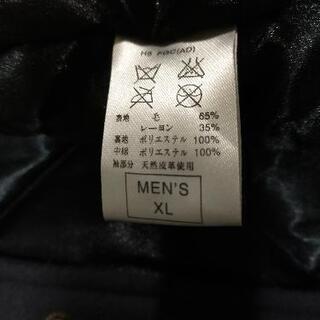 表地 毛 65%
レーヨン 35%
裏地 ポリエステル 100%
中綿 ポリエステル 100%
袖部分 天然皮革使用
MEN'S
XL